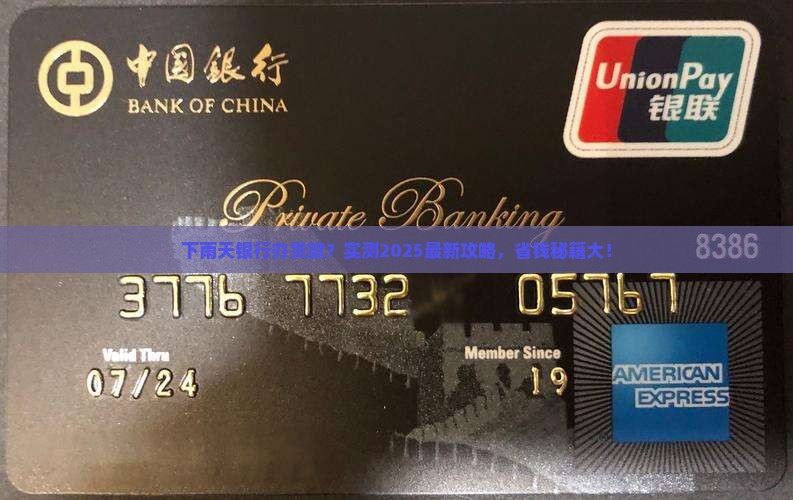 中国銀行
BANK OF CHINA
UnionPay
银联
Private Banking
下雨天银行办贷款？实测2025最新攻略，省钱秘籍大！
8386
3776 7732 05767
Valid Thru
Member Since
07/24
19
AMERICAN
EXPRESS